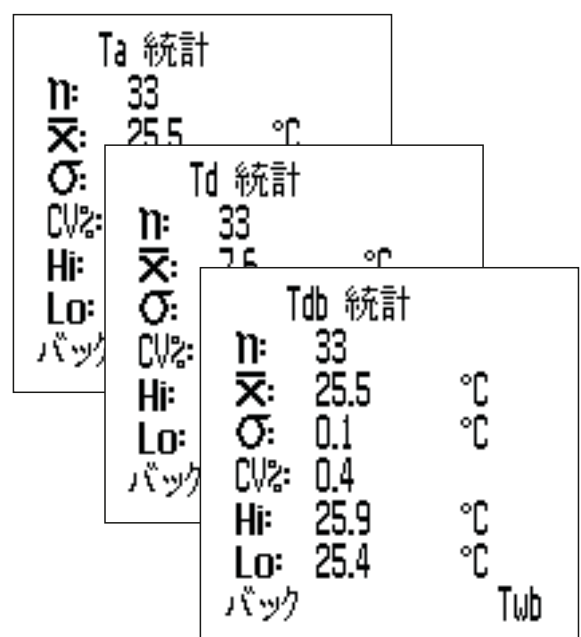 Ta 統計
n: 33
x̄: 25.5 °C
σ:
CV%:
Hi:
Lo:
バック
Td 統計
n: 33
x̄: 7.6 °C
σ:
CV%:
Hi:
Lo:
バック
Tdb 統計
n: 33
x̄: 25.5 °C
σ: 0.1 °C
CV%: 0.4
Hi: 25.9 °C
Lo: 25.4 °C
バック Twb